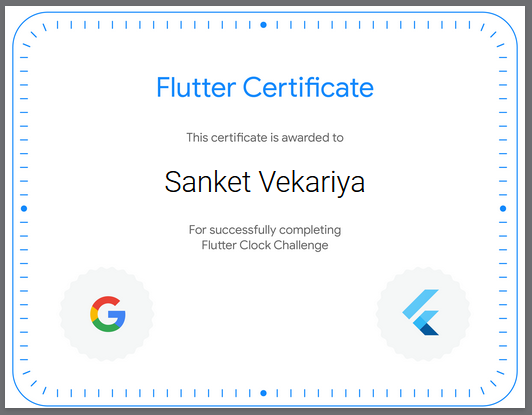 Flutter Certificate
This certificate is awarded to
Sanket Vekariya
For successfully completing
Flutter Clock Challenge